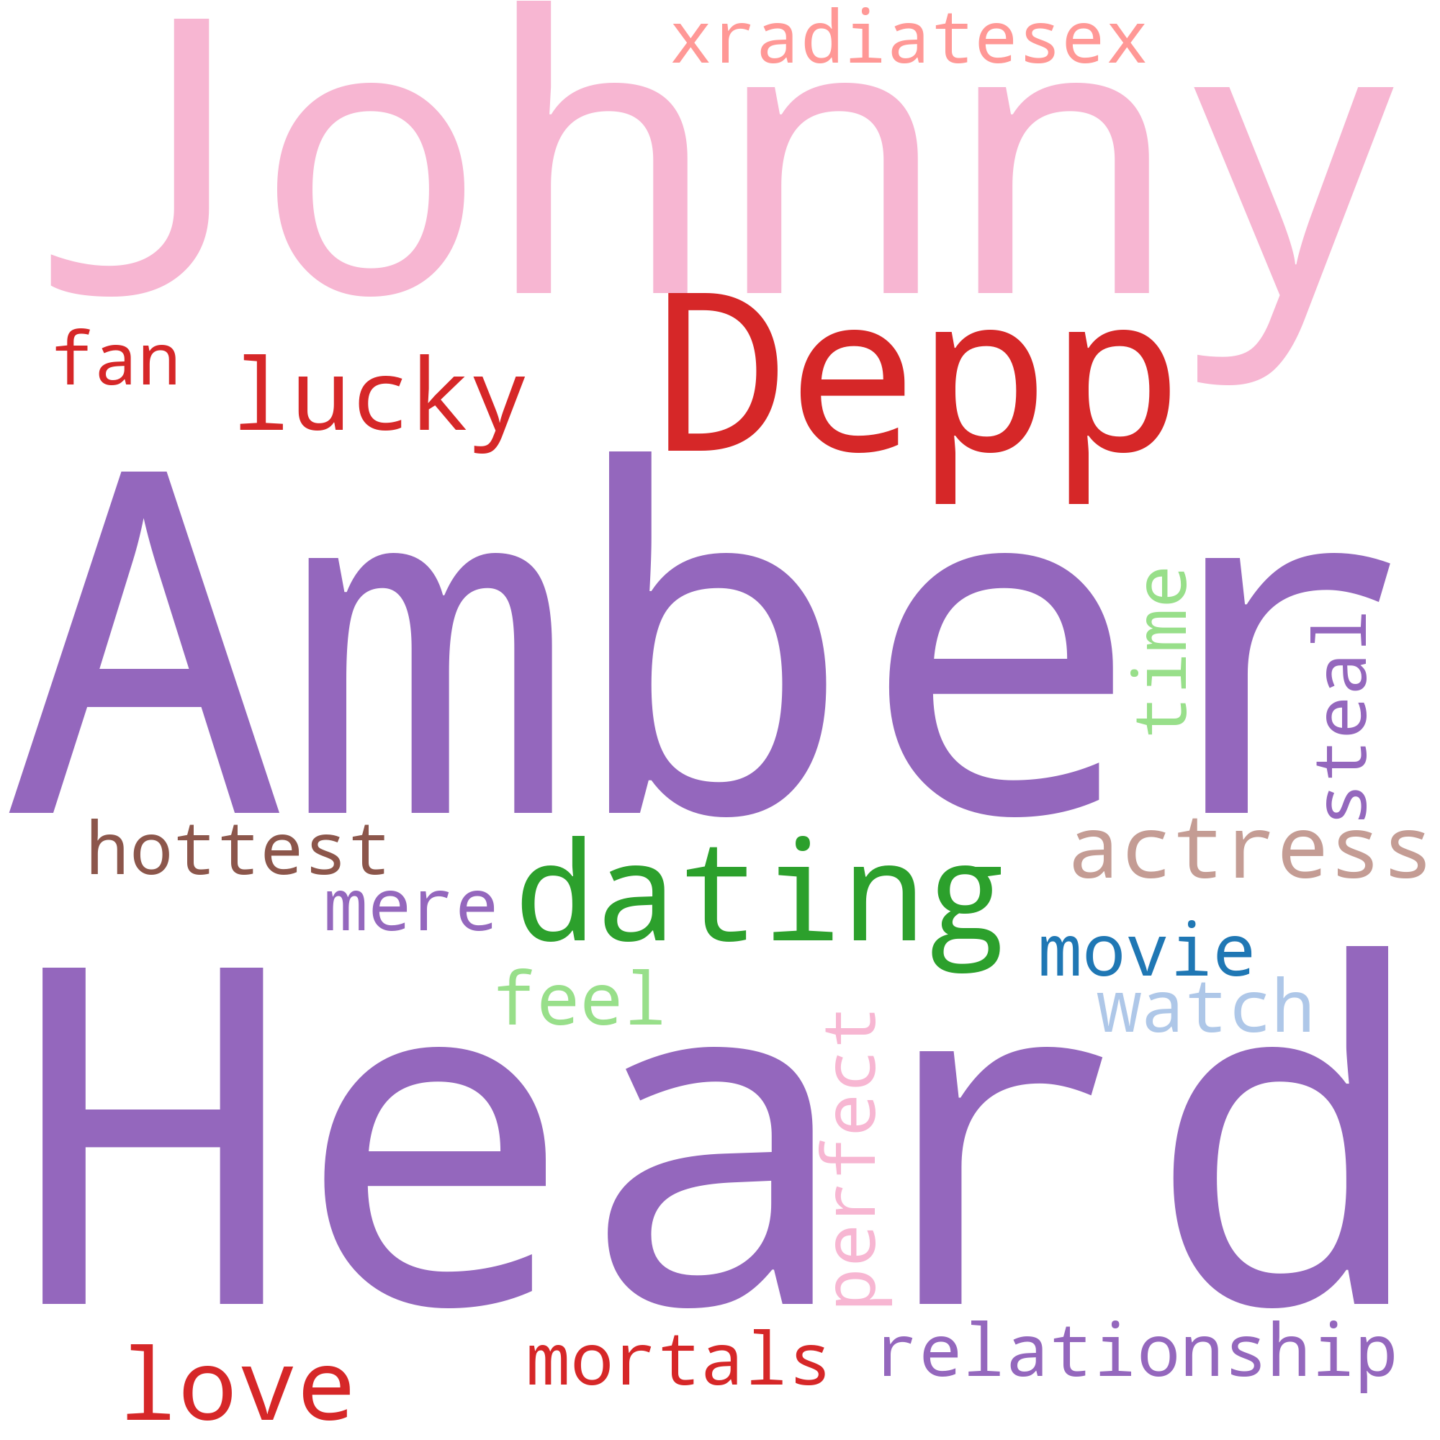 xradiatesex
Johnny
Depp
fan
lucky
Amber
time
steal
hottest
actress
mere
dating
movie
feel
watch
Heard
perfect
love
mortals
relationship